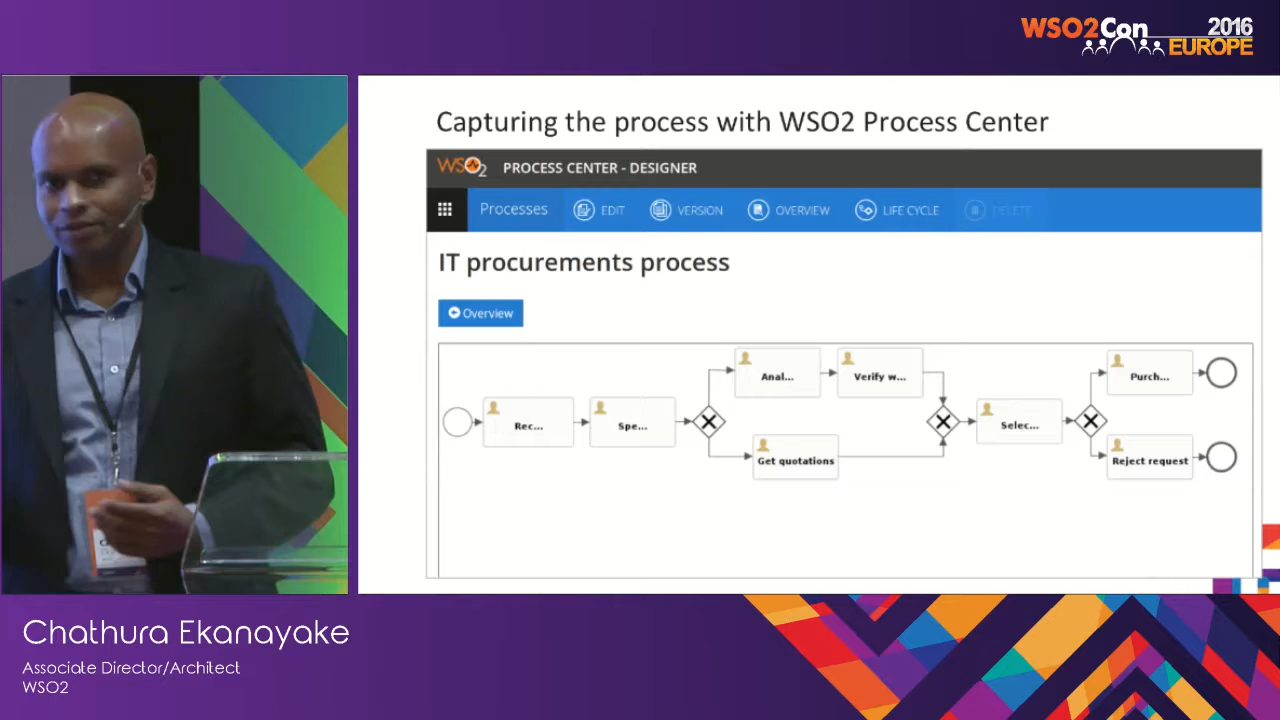 WSO2Con 2016
EUROPE
Capturing the process with WSO2 Process Center
WSO2 PROCESS CENTER - DESIGNER
Processes EDIT VERSION OVERVIEW LIFE CYCLE DELETE
IT procurements process
Overview
Anal...
Verify w...
Purch...
Rec...
Spe...
Selec...
Get quotations
Reject request
Chathura Ekanayake
Associate Director/Architect
WSO2